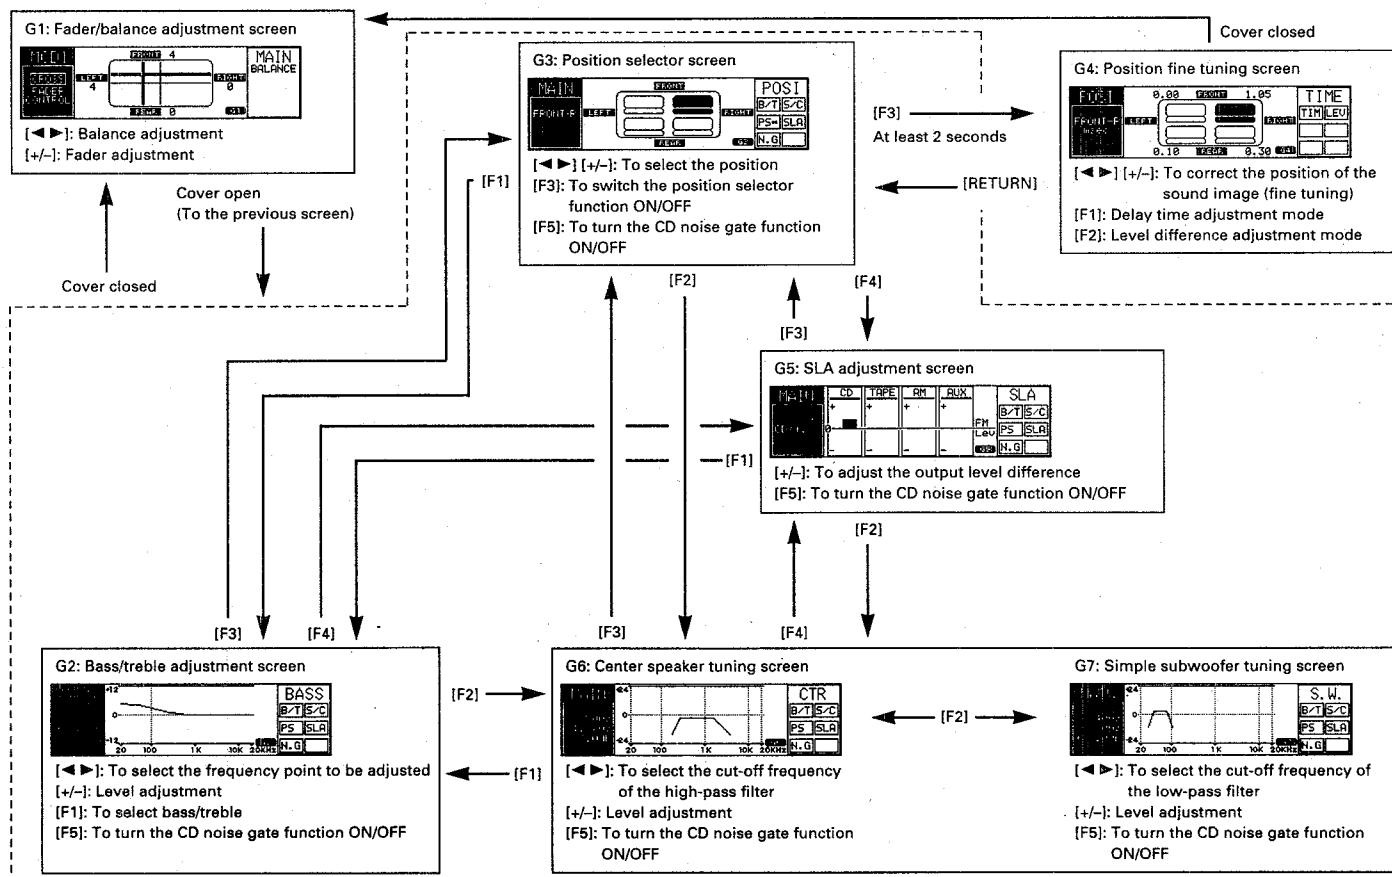 G1: Fader/balance adjustment screen
FRONT 4
MAIN
BALANCE
LEFT
4
RIGHT
0
REAR 0
G1
CROSS
FADER
CONTROL
[◄ ►]: Balance adjustment
[+/–]: Fader adjustment
Cover closed
Cover open
(To the previous screen)
Cover closed
G3: Position selector screen
MAIN
FRONT-R
FRONT
LEFT
RIGHT
REAR
POSI
B/T S/C
PS SLA
N.G
[◄ ►] [+/–]: To select the position
[F3]: To switch the position selector
function ON/OFF
[F5]: To turn the CD noise gate function
ON/OFF
[F3]
At least 2 seconds
[RETURN]
G4: Position fine tuning screen
POSI
FRONT-R
0.00 FRONT 1.05
LEFT
RIGHT
0.10 REAR 0.30 G4
TIME
TIM LEV
[◄ ►] [+/–]: To correct the position of the
sound image (fine tuning)
[F1]: Delay time adjustment mode
[F2]: Level difference adjustment mode
[F1]
[F2]
[F4]
[F3]
G5: SLA adjustment screen
MAIN
CD TAPE AM AUX
+ + + +
0
– – – –
FM
Lev
G5
SLA
B/T S/C
PS SLA
N.G
[+/–]: To adjust the output level difference
[F5]: To turn the CD noise gate function ON/OFF
[F1]
[F2]
[F3]
[F4]
[F3]
[F4]
G2: Bass/treble adjustment screen
+12
0
-12
20 100 1K 10K 20KHz
BASS
B/T S/C
PS SLA
N.G
[◄ ►]: To select the frequency point to be adjusted
[+/–]: Level adjustment
[F1]: To select bass/treble
[F5]: To turn the CD noise gate function ON/OFF
[F2]
[F1]
G6: Center speaker tuning screen
+24
0
-24
20 100 1K 10K 20KHz
CTR
B/T S/C
PS SLA
N.G
[◄ ►]: To select the cut-off frequency
of the high-pass filter
[+/–]: Level adjustment
[F5]: To turn the CD noise gate function
ON/OFF
[F2]
G7: Simple subwoofer tuning screen
+24
0
-24
20 100 1K 10K 20KHz
S.W.
B/T S/C
PS SLA
N.G
[◄ ►]: To select the cut-off frequency of
the low-pass filter
[+/–]: Level adjustment
[F5]: To turn the CD noise gate function
ON/OFF